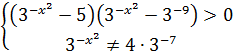 {(3^{-x^2} − 5)(3^{-x^2} − 3^{-9}) > 0
3^{-x^2} ≠ 4 · 3^{-7}